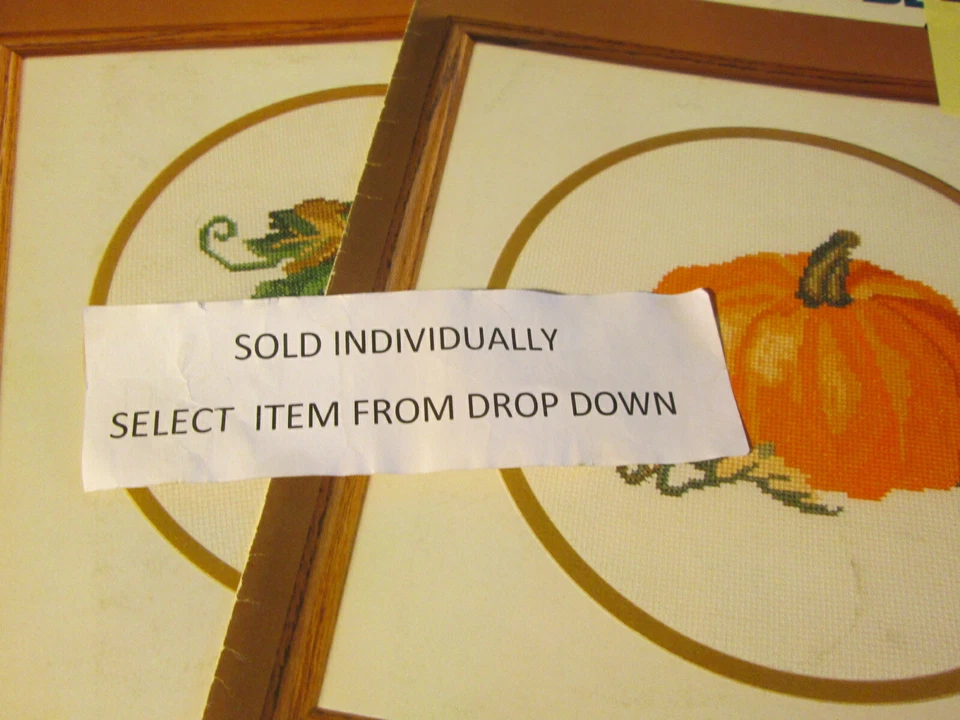 SOLD INDIVIDUALLY
SELECT ITEM FROM DROP DOWN